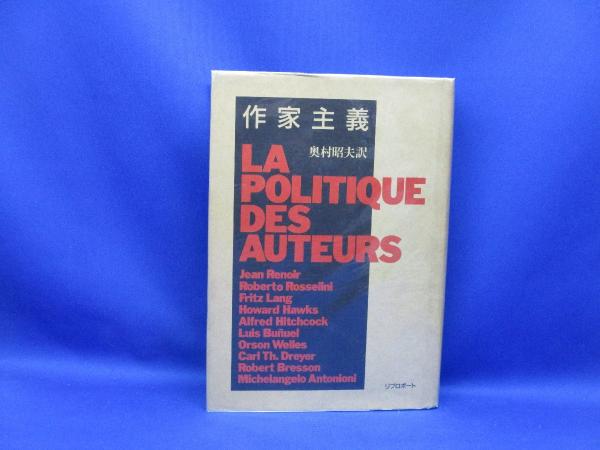 作家主義
奥村昭夫訳
LA
POLITIQUE
DES
AUTEURS
Jean Renoir
Roberto Rosselini
Fritz Lang
Howard Hawks
Alfred Hitchcock
Luis Buñuel
Orson Welles
Carl Th. Dreyer
Robert Bresson
Michelangelo Antonioni
リブロポート